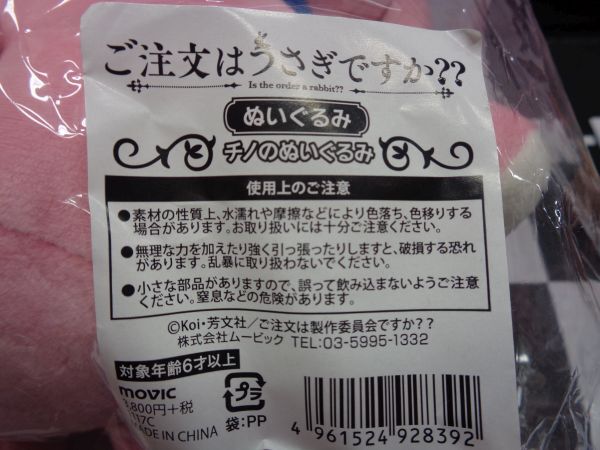 ご注文はうさぎですか??
Is the order a rabbit??
ぬいぐるみ
チノのぬいぐるみ
使用上のご注意
●素材の性質上、水濡れや摩擦などにより色落ち、色移りする
場合があります。お取り扱いには十分ご注意ください。
●無理な力を加えたり強く引っ張ったりしますと、破損する恐れ
があります。乱暴に取り扱わないでください。
●小さな部品がありますので、誤って飲み込まないようご注意
ください。窒息などの危険があります。
©Koi・芳文社/ご注文は製作委員会ですか??
株式会社ムービック TEL:03-5995-1332
対象年齢6才以上
movic
,800円+税
117C
MADE IN CHINA
プラ
袋:PP
4 961524 928392